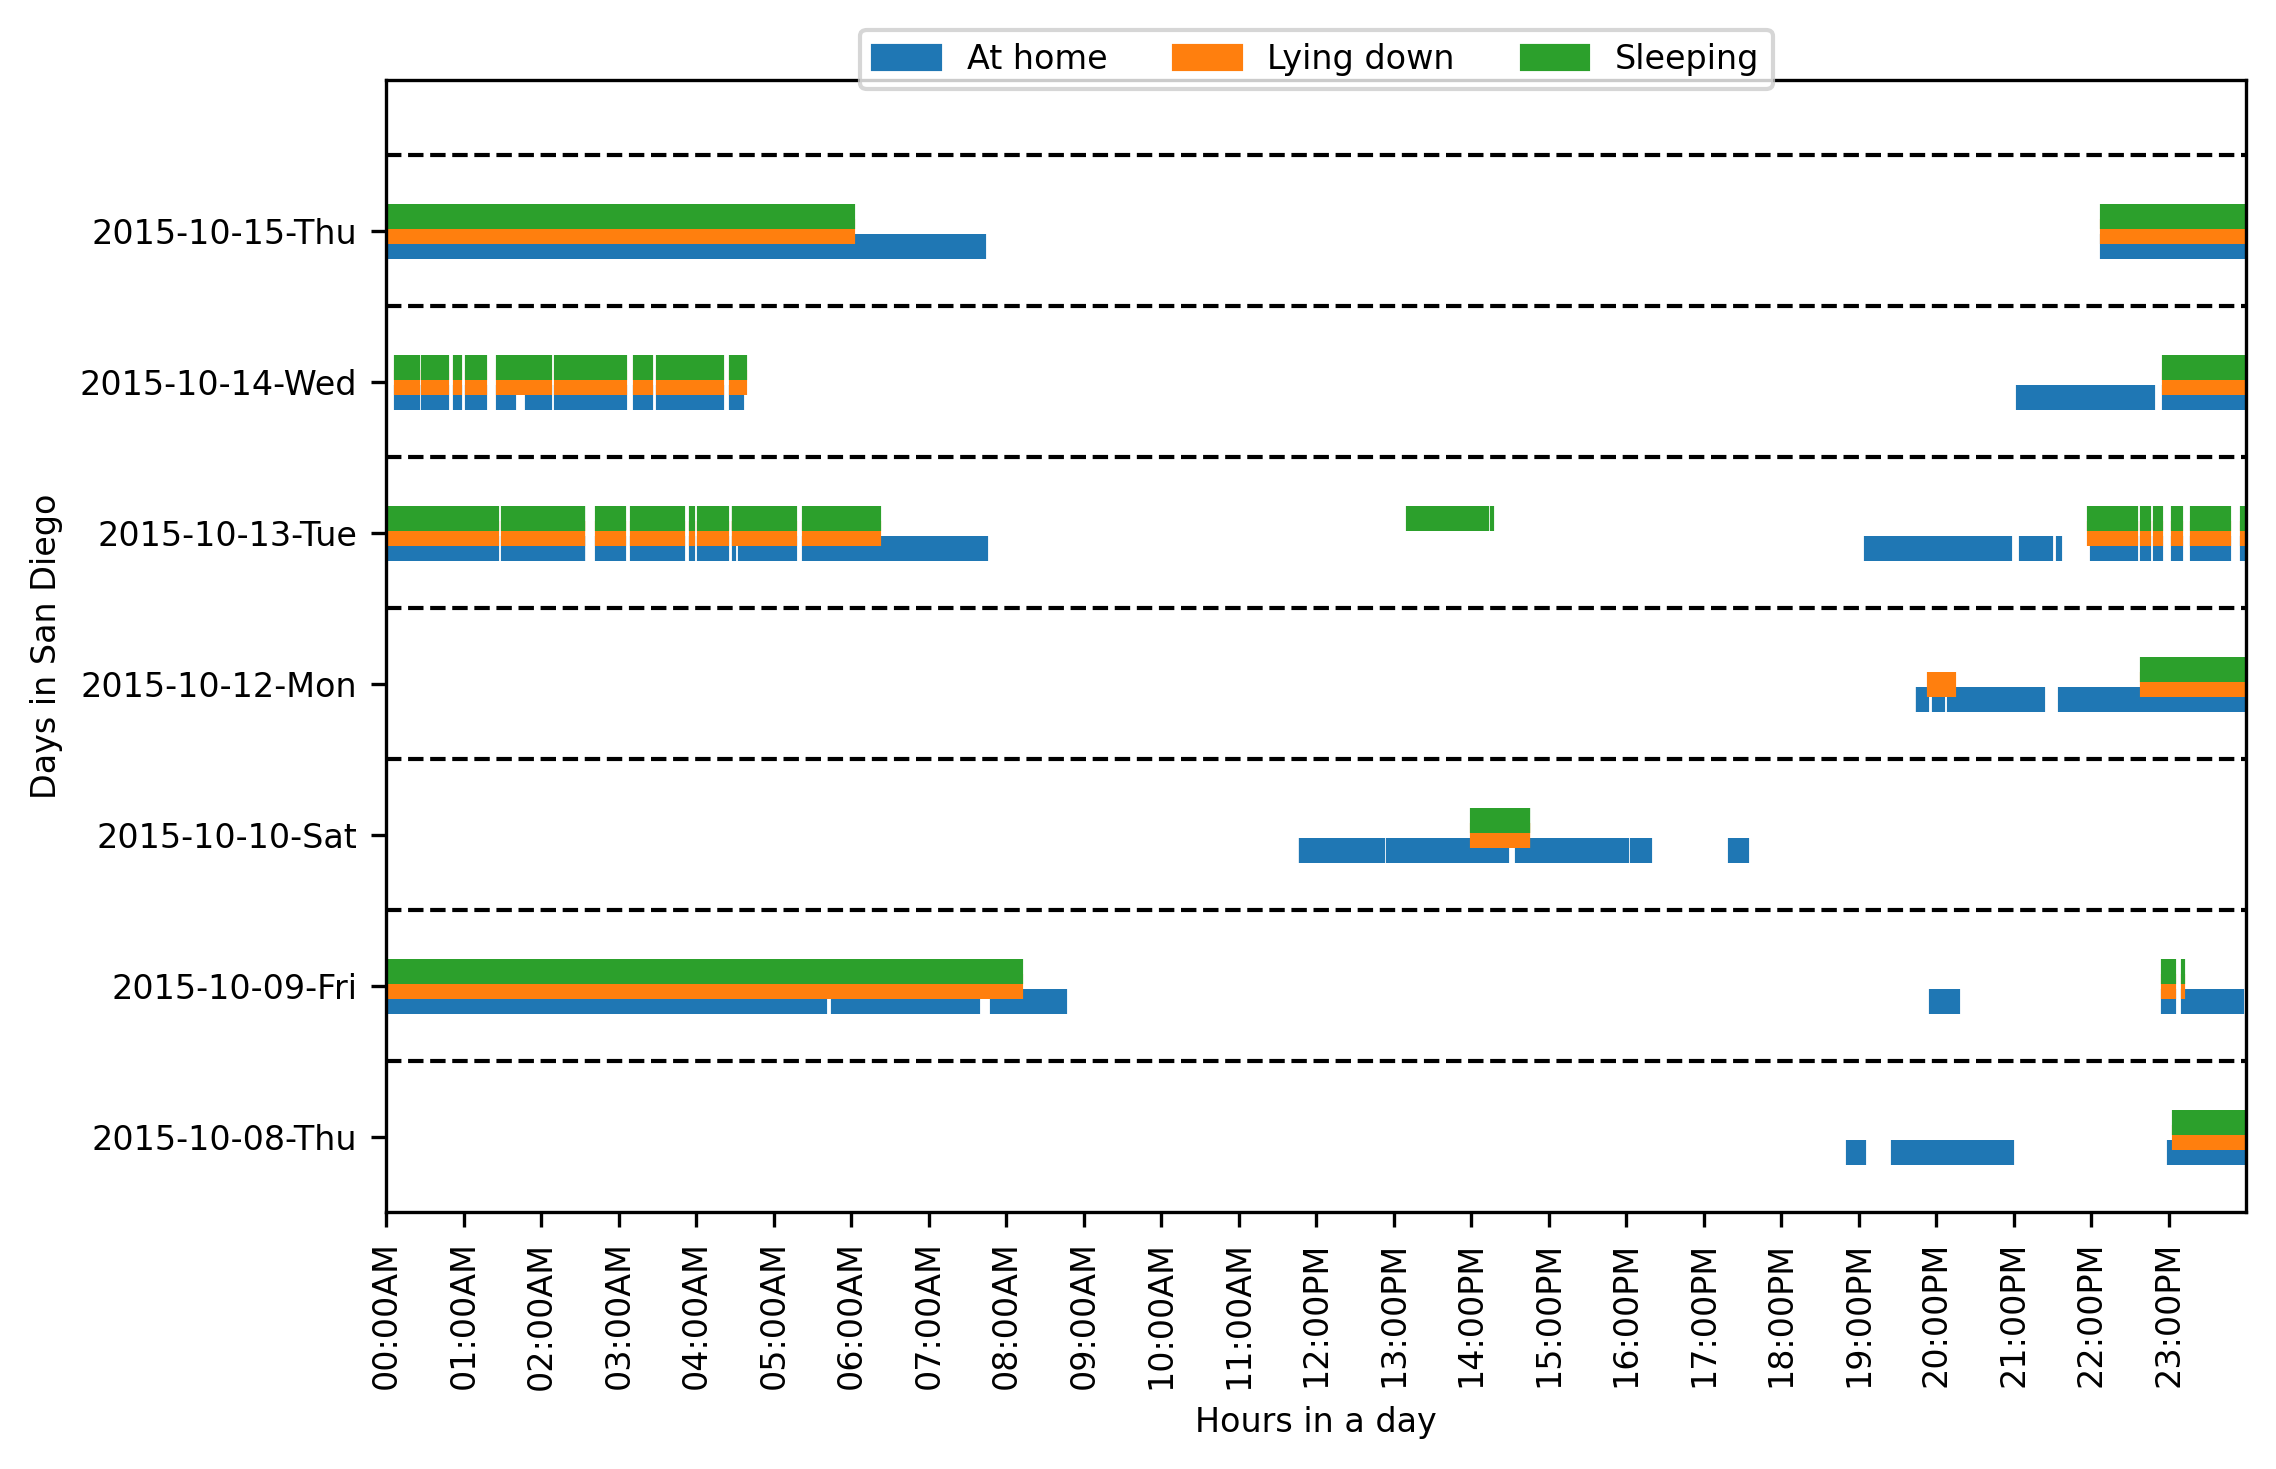 At home Lying down Sleeping
Days in San Diego
2015-10-15-Thu
2015-10-14-Wed
2015-10-13-Tue
2015-10-12-Mon
2015-10-10-Sat
2015-10-09-Fri
2015-10-08-Thu
00:00AM
01:00AM
02:00AM
03:00AM
04:00AM
05:00AM
06:00AM
07:00AM
08:00AM
09:00AM
10:00AM
11:00AM
12:00PM
13:00PM
14:00PM
15:00PM
16:00PM
17:00PM
18:00PM
19:00PM
20:00PM
21:00PM
22:00PM
23:00PM
Hours in a day